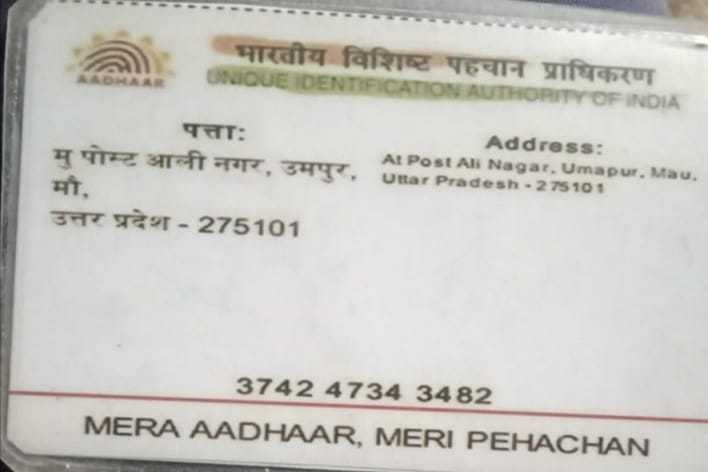 AADHAAR
भारतीय विशिष्ट पहचान प्राधिकरण
UNIQUE IDENTIFICATION AUTHORITY OF INDIA
पत्ता:
मु पोस्ट आली नगर, उमपुर,
मौ,
उत्तर प्रदेश - 275101
Address:
At Post Ali Nagar, Umapur, Mau,
Uttar Pradesh - 275101
3742 4734 3482
MERA AADHAAR, MERI PEHACHAN